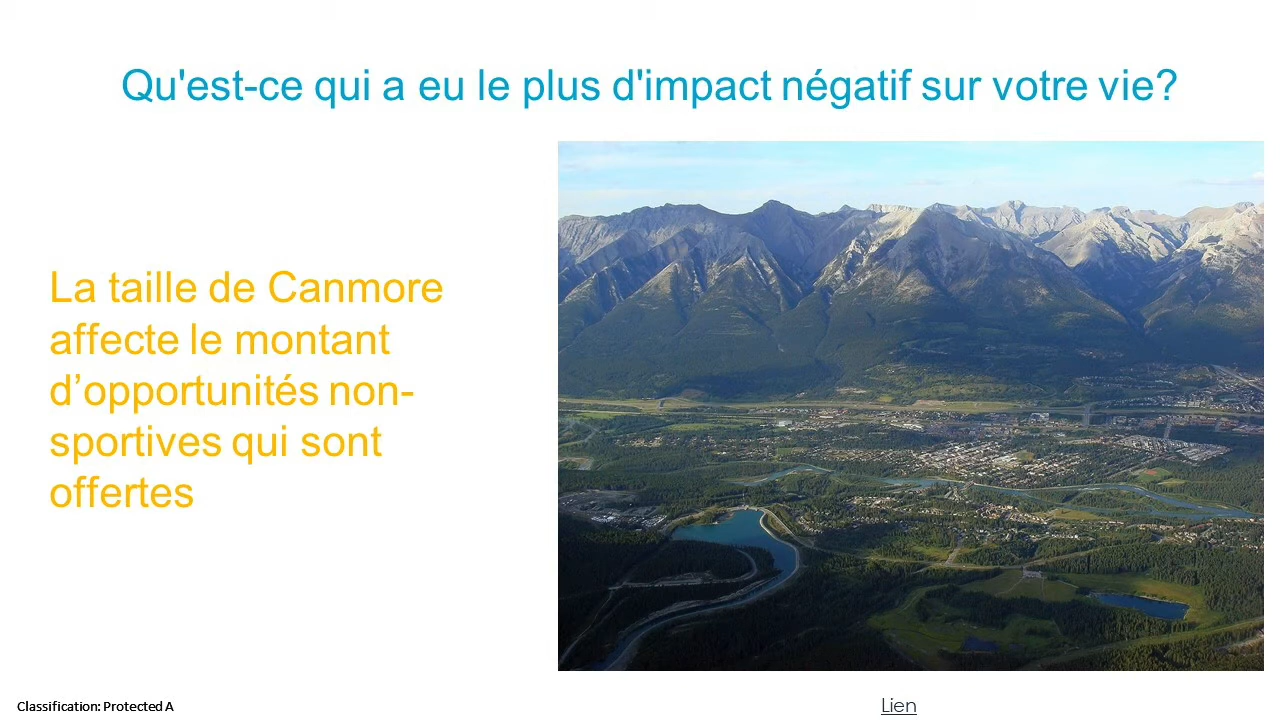 Qu'est-ce qui a eu le plus d'impact négatif sur votre vie?
La taille de Canmore
affecte le montant
d’opportunités non-
sportives qui sont
offertes
Classification: Protected A
Lien